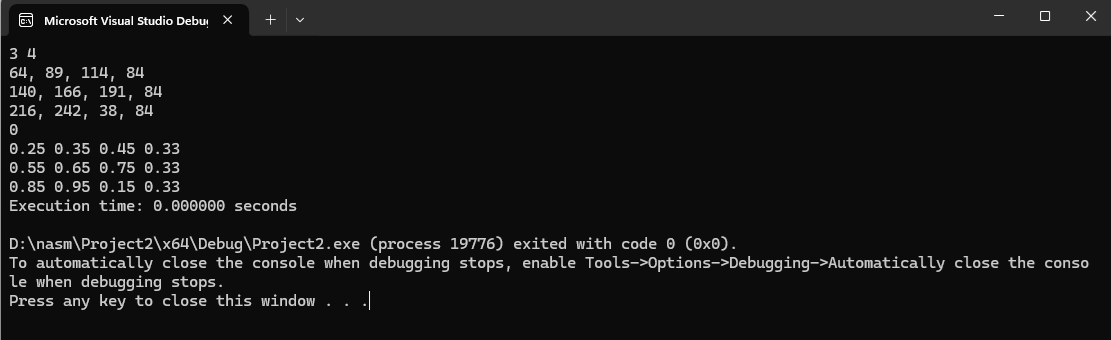 Microsoft Visual Studio Debug
3 4
64, 89, 114, 84
140, 166, 191, 84
216, 242, 38, 84
0
0.25 0.35 0.45 0.33
0.55 0.65 0.75 0.33
0.85 0.95 0.15 0.33
Execution time: 0.000000 seconds
D:\nasm\Project2\x64\Debug\Project2.exe (process 19776) exited with code 0 (0x0).
To automatically close the console when debugging stops, enable Tools->Options->Debugging->Automatically close the conso
le when debugging stops.
Press any key to close this window . . .